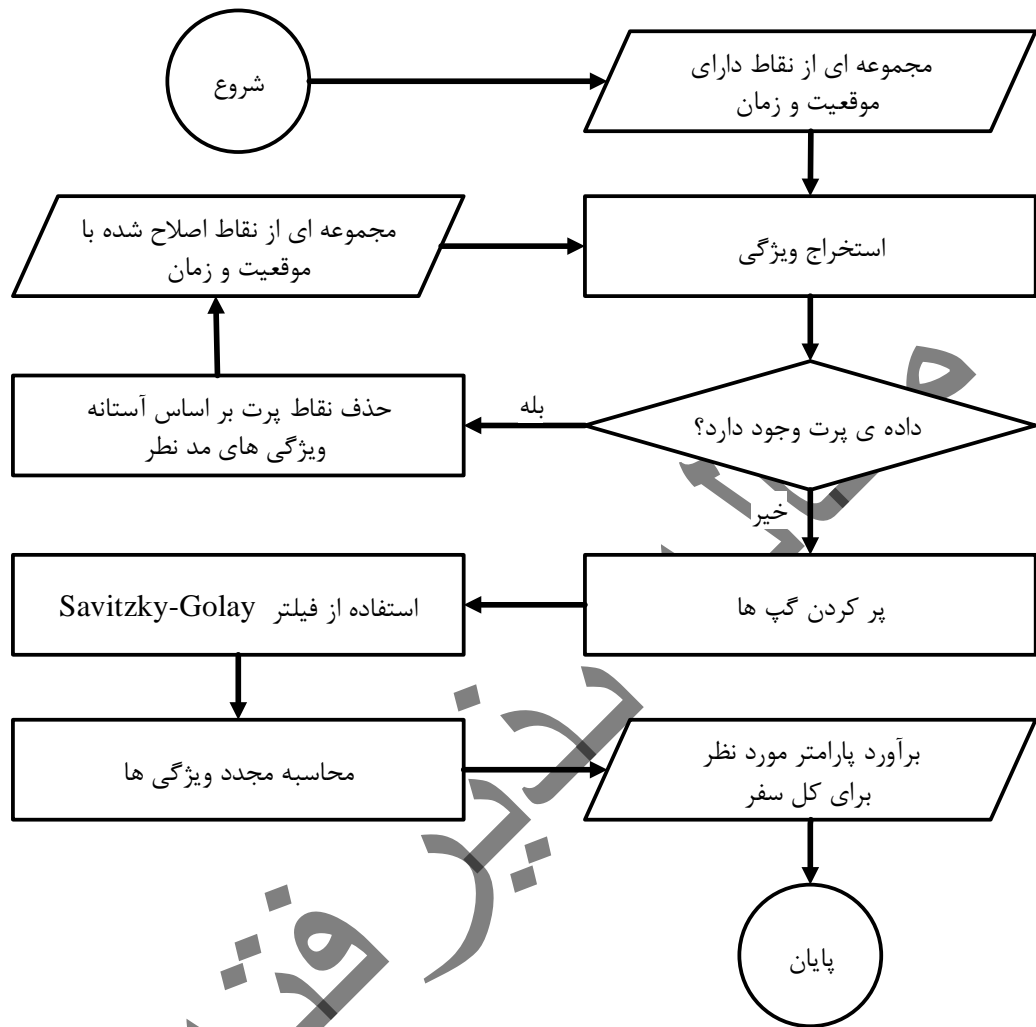 شروع
مجموعه ای از نقاط دارای
موقعیت و زمان
مجموعه ای از نقاط اصلاح شده با
موقعیت و زمان
استخراج ویژگی
حذف نقاط پرت بر اساس آستانه
ویژگی های مد نطر
بله
داده ی پرت وجود دارد؟
خیر
استفاده از فیلتر Savitzky-Golay
پر کردن گپ ها
محاسبه مجدد ویژگی ها
برآورد پارامتر مورد نظر
برای کل سفر
پایان